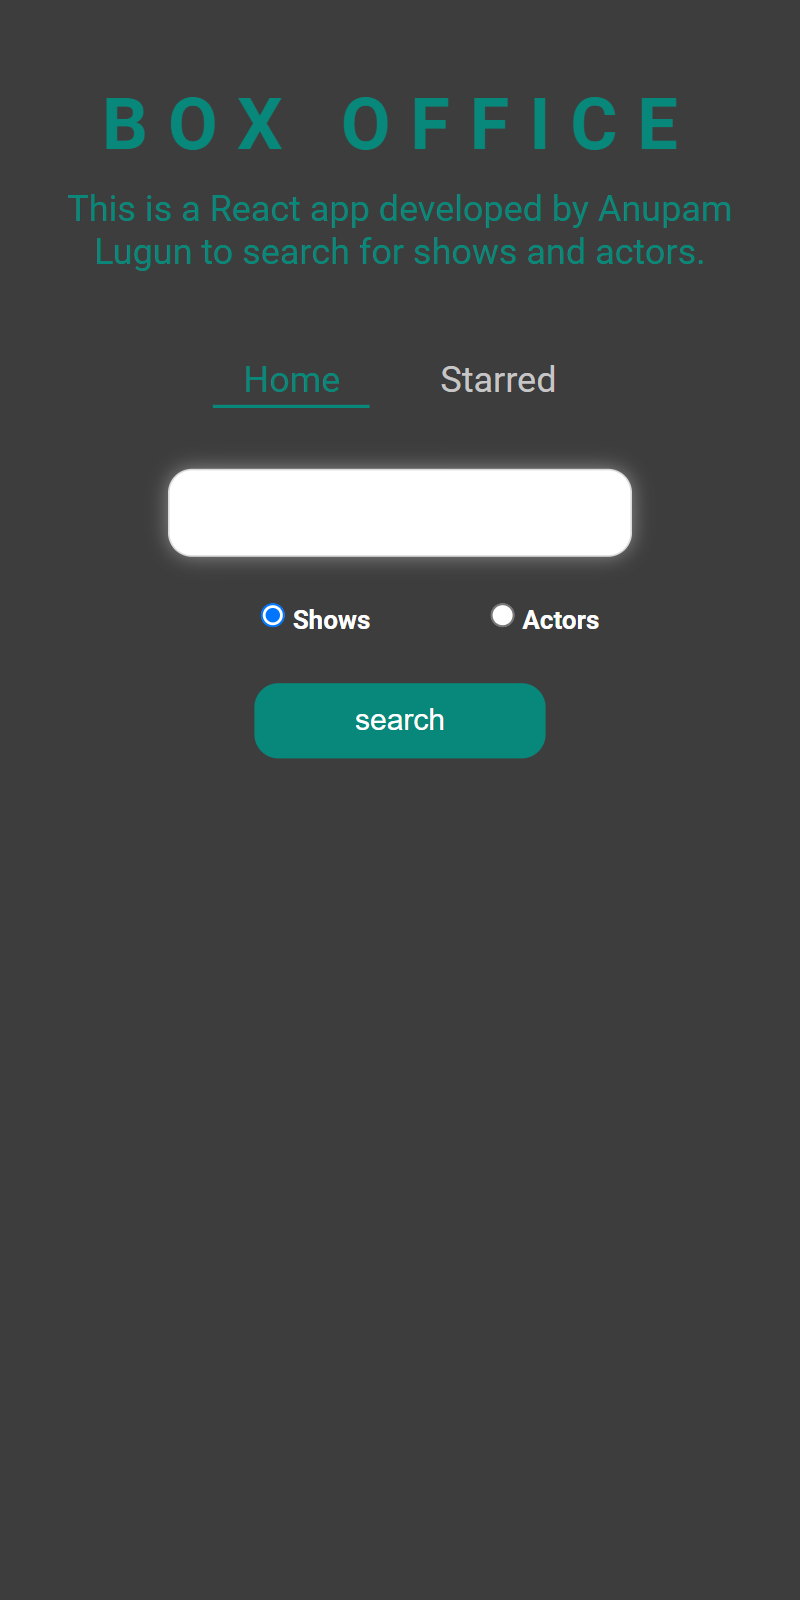 BOX OFFICE
This is a React app developed by Anupam
Lugun to search for shows and actors.
Home Starred
Shows Actors
search